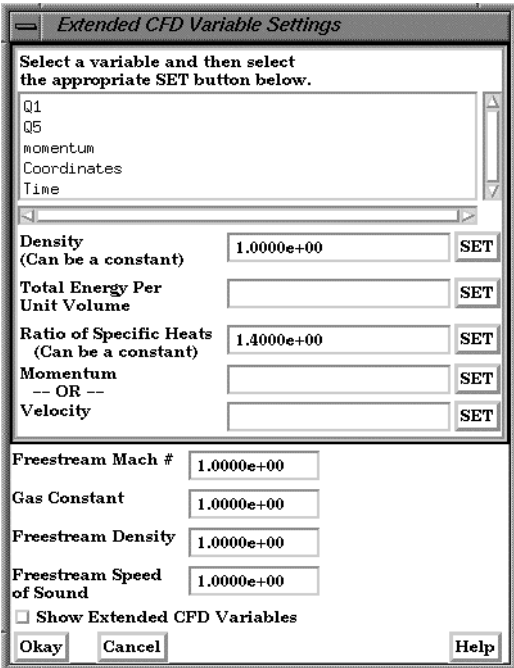 Extended CFD Variable Settings
Select a variable and then select
the appropriate SET button below.
Q1
Q5
momentum
Coordinates
Time
Density
(Can be a constant)
1.0000e+00
SET
Total Energy Per
Unit Volume
SET
Ratio of Specific Heats
(Can be a constant)
1.4000e+00
SET
Momentum
-- OR --
SET
Velocity
SET
Freestream Mach #
1.0000e+00
Gas Constant
1.0000e+00
Freestream Density
1.0000e+00
Freestream Speed
of Sound
1.0000e+00
Show Extended CFD Variables
Okay
Cancel
Help